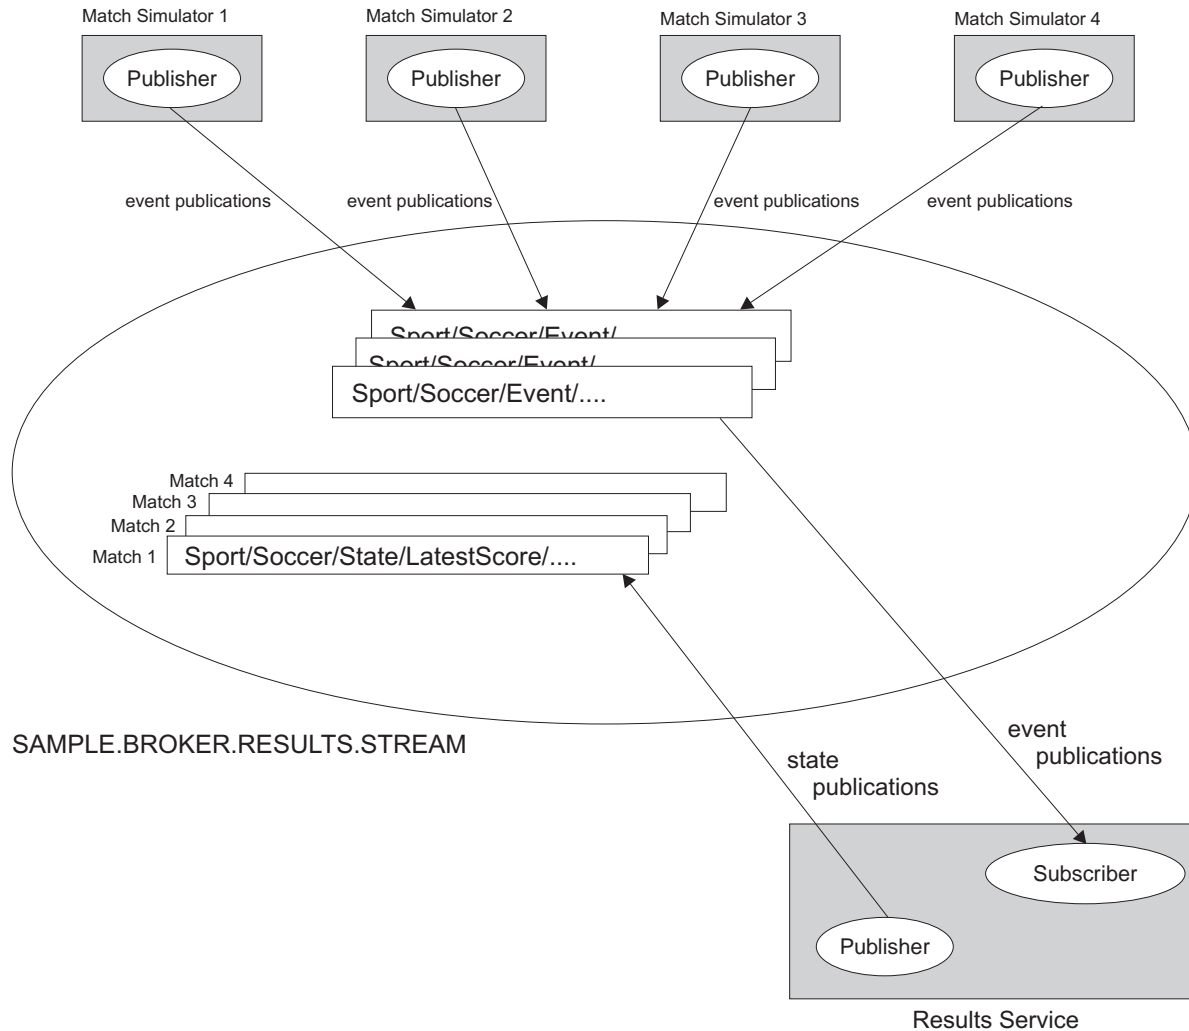 Match Simulator 1
Match Simulator 2
Match Simulator 3
Match Simulator 4
Publisher
Publisher
Publisher
Publisher
event publications
event publications
event publications
event publications
Sport/Soccer/Event/....
Sport/Soccer/Event/....
Sport/Soccer/Event/....
Match 4
Match 3
Match 2
Match 1
Sport/Soccer/State/LatestScore/....
SAMPLE.BROKER.RESULTS.STREAM
event
publications
state
publications
Subscriber
Publisher
Results Service